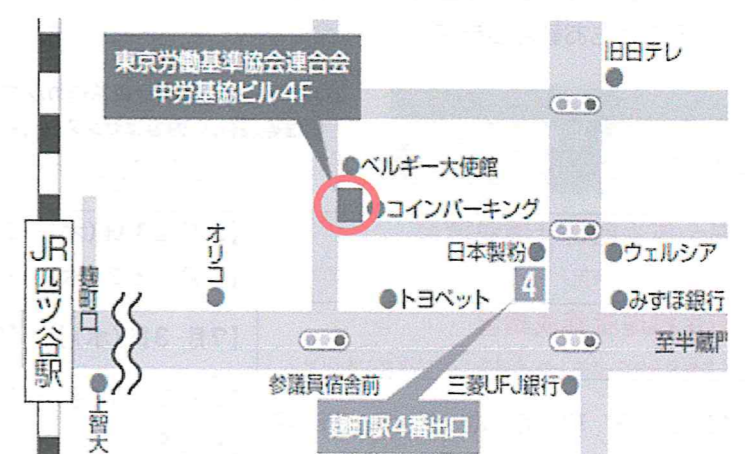 東京労働基準協会連合会
中労基協ビル4F
旧日テレ
ベルギー大使館
コインパーキング
オリコ
日本製粉
ウェルシア
JR四ツ谷駅
麹町口
4
トヨペット
みずほ銀行
至半蔵門
参議員宿舎前
三菱UFJ銀行
上智大
麹町駅4番出口